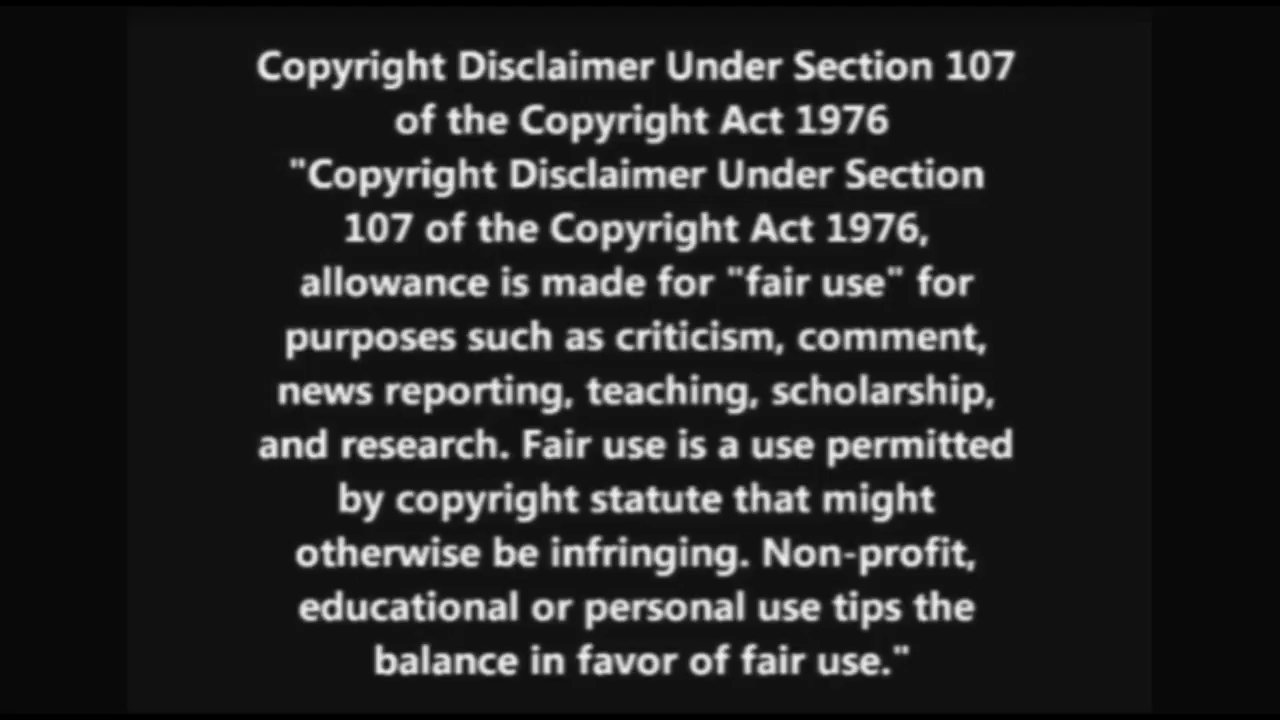 Copyright Disclaimer Under Section 107
of the Copyright Act 1976
"Copyright Disclaimer Under Section
107 of the Copyright Act 1976,
allowance is made for "fair use" for
purposes such as criticism, comment,
news reporting, teaching, scholarship,
and research. Fair use is a use permitted
by copyright statute that might
otherwise be infringing. Non-profit,
educational or personal use tips the
balance in favor of fair use."